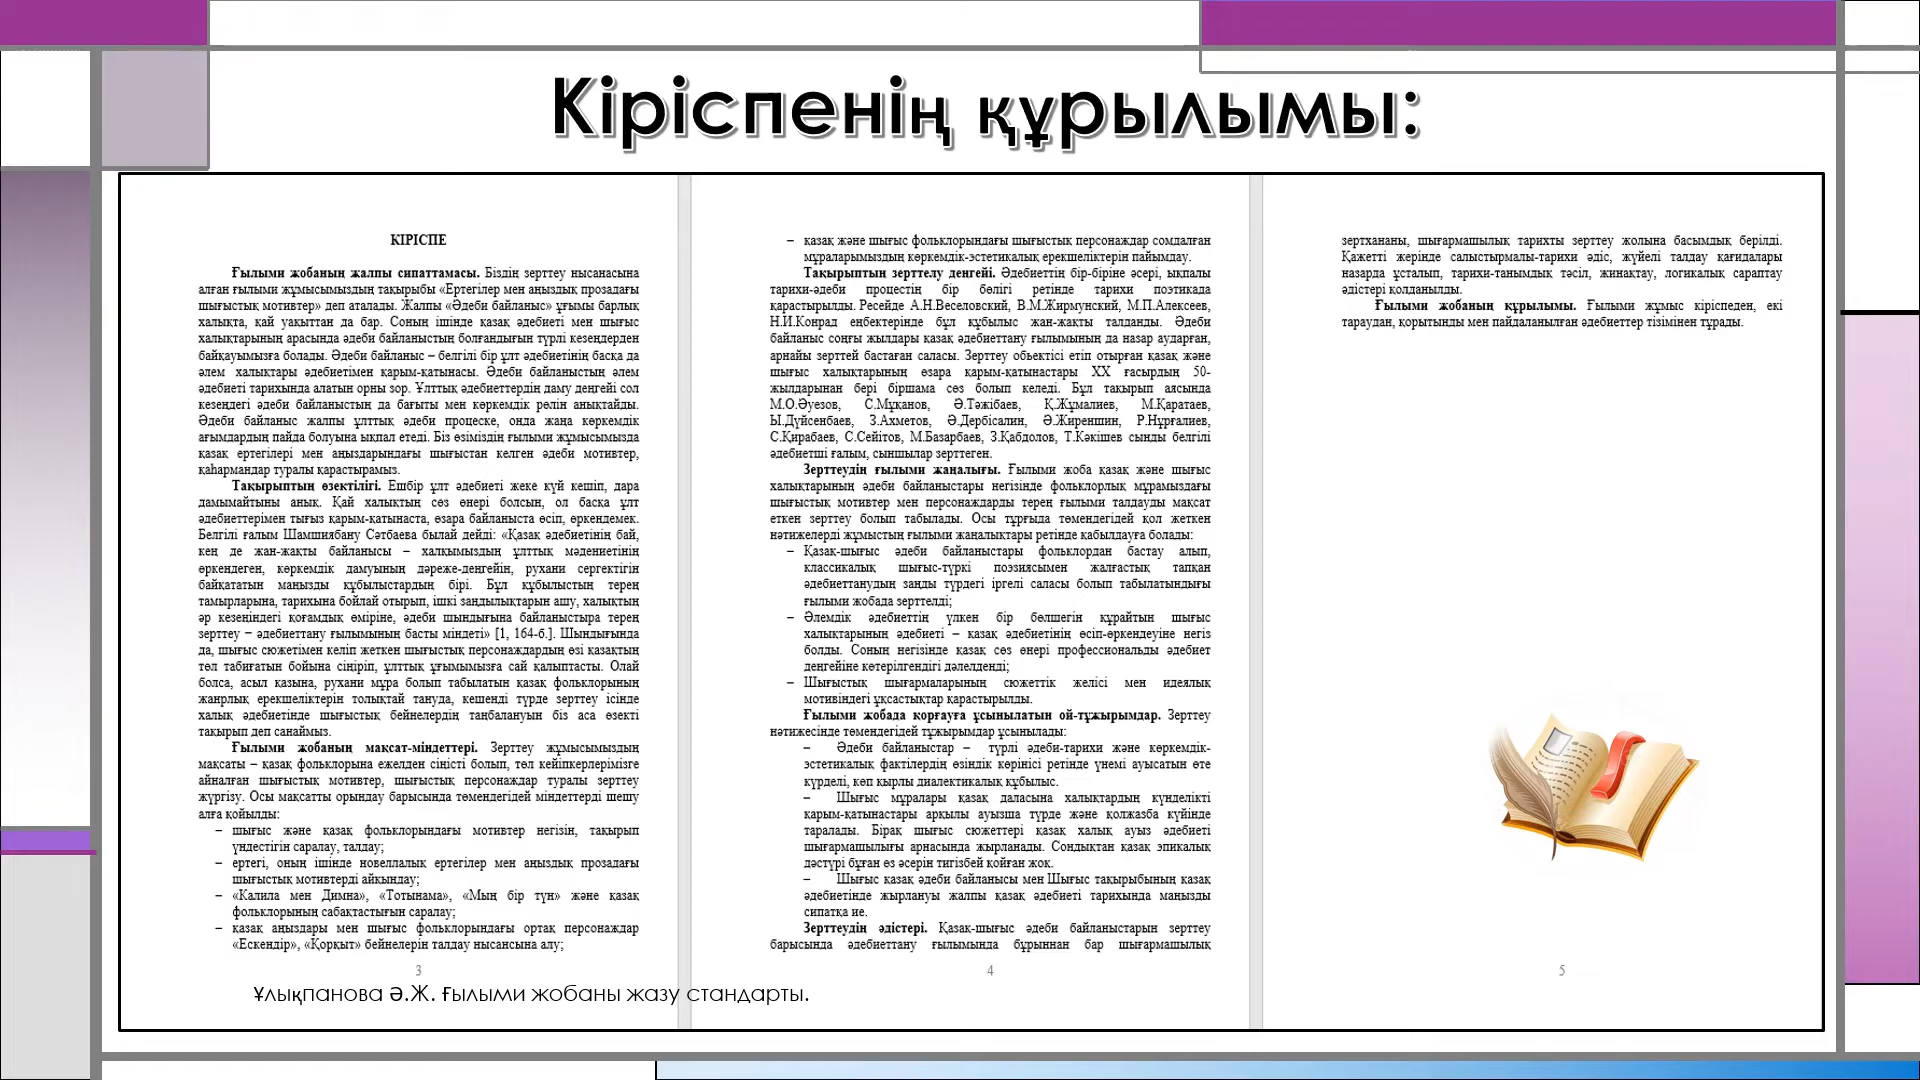 Кіріспенің құрылымы:
КІРІСПЕ
Ғылыми жобаның жалпы сипаттамасы. Біздің зерттеу нысанасына
алған ғылыми жұмысымыздың тақырыбы «Ертегілер мен аңыздық прозадағы
шығыстық мотивтер» деп аталады. Жалпы «Әдеби байланыс» ұғымы барлық
халықта, қай уақыттан да бар. Соның ішінде қазақ әдебиеті мен шығыс
халықтарының арасында әдеби байланыстың болғандығын түрлі кезеңдерден
байқауымызға болады. Әдеби байланыс – белгілі бір ұлт әдебиетінің басқа да
әлем халықтары әдебиетімен қарым-қатынасы. Әдеби байланыстың әлем
әдебиеті тарихында алатын орны зор. Ұлттық әдебиеттердің даму деңгейі сол
кезеңдегі әдеби байланыстың да бағыты мен көркемдік рөлін анықтайды.
Әдеби байланыс жалпы ұлттық әдеби процеске, онда жаңа көркемдік
ағымдардың пайда болуына ықпал етеді. Біз өзіміздің ғылыми жұмысымызда
қазақ ертегілері мен аңыздарындағы шығыстан келген әдеби мотивтер,
қаһармандар туралы қарастырамыз.
Тақырыптың өзектілігі. Ешбір ұлт әдебиеті жеке күй кешіп, дара
дамымайтыны анық. Қай халықтың сөз өнері болсын, ол басқа ұлт
әдебиеттерімен тығыз қарым-қатынаста, өзара байланыста өсіп, өркендемек.
Белгілі ғалым Шамшиябану Сәтбаева былай дейді: «Қазақ әдебиетінің бай,
кең де жан-жақты байланысы – халқымыздың ұлттық мәдениетінің
өркендеген, көркемдік дамуының дәреже-деңгейін, рухани сергектігін
байқататын маңызды құбылыстардың бірі. Бұл құбылыстың терең
тамырларына, тарихына бойлай отырып, ішкі заңдылықтарын ашу, халықтың
әр кезеңіндегі қоғамдық өміріне, әдеби шындығына байланыстыра терең
зерттеу – әдебиеттану ғылымының басты міндеті» [1, 164-б.]. Шындығында
да, шығыс сюжетімен келіп жеткен шығыстық персонаждардың өзі қазақтың
төл табиғатын бойына сіңіріп, ұлттық ұғымымызға сай қалыптасты. Олай
болса, асыл қазына, рухани мұра болып табылатын қазақ фольклорының
жанрлық ерекшеліктерін толықтай тануда, кешенді түрде зерттеу ісінде
халық әдебиетінде шығыстық бейнелердің таңбалануын біз аса өзекті
тақырып деп санаймыз.
Ғылыми жобаның мақсат-міндеттері. Зерттеу жұмысымыздың
мақсаты – қазақ фольклорына ежелден сіңісті болып, төл кейіпкерлерімізге
айналған шығыстық мотивтер, шығыстық персонаждар туралы зерттеу
жүргізу. Осы мақсатты орындау барысында төмендегідей міндеттерді шешу
алға қойылды:
– шығыс және қазақ фольклорындағы мотивтер негізін, тақырып
үндестігін саралау, талдау;
– ертегі, оның ішінде новеллалық ертегілер мен аңыздық прозадағы
шығыстық мотивтерді айқындау;
– «Калила мен Димна», «Тотынама», «Мың бір түн» және қазақ
фольклорының сабақтастығын саралау;
– қазақ аңыздары мен шығыс фольклорындағы ортақ персонаждар
«Ескендір», «Қорқыт» бейнелерін талдау нысансына алу;
3
– қазақ және шығыс фольклорындағы шығыстық персонаждар сомдалған
мұраларымыздың көркемдік-эстетикалық ерекшеліктерін пайымдау.
Тақырыптың зерттелу деңгейі. Әдебиеттің бір-біріне әсері, ықпалы
тарихи-әдеби процестің бір бөлігі ретінде тарихи поэтикада
қарастырылды. Ресейде А.Н.Веселовский, В.М.Жирмунский, М.П.Алексеев,
Н.И.Конрад еңбектерінде бұл құбылыс жан-жақты талданды. Әдеби
байланыс соңғы жылдары қазақ әдебиеттану ғылымының да назар аударған,
арнайы зерттей бастаған саласы. Зерттеу обьектісі етіп отырған қазақ және
шығыс халықтарының өзара қарым-қатынастары ХХ ғасырдың 50-
жылдарынан бері біршама сөз болып келеді. Бұл тақырып аясында
М.О.Әуезов, С.Мұқанов, Ә.Тәжібаев, Қ.Жұмалиев, М.Қаратаев,
Ы.Дүйсенбаев, З.Ахметов, Ә.Дербісалин, Ә.Жиреншин, Р.Нұрғалиев,
С.Қирабаев, С.Сейітов, М.Базарбаев, З.Қабдолов, Т.Кәкішев сынды белгілі
әдебиетші ғалым, сыншылар зерттеген.
Зерттеудің ғылыми жаңалығы. Ғылыми жоба қазақ және шығыс
халықтарының әдеби байланыстары негізінде фольклорлық мұрамыздағы
шығыстық мотивтер мен персонаждарды терең ғылыми талдауды мақсат
еткен зерттеу болып табылады. Осы тұрғыда төмендегідей қол жеткен
нәтижелерді жұмыстың ғылыми жаңалықтары ретінде қабылдауға болады:
– Қазақ-шығыс әдеби байланыстары фольклордан бастау алып,
классикалық шығыс-түркі поэзиясымен жалғастық тапқан
әдебиеттанудың заңды түрдегі іргелі саласы болып табылатындығы
ғылыми жобада зерттелді;
– Әлемдік әдебиеттің үлкен бір бөлшегін құрайтын шығыс
халықтарының әдебиеті – қазақ әдебиетінің өсіп-өркендеуіне негіз
болды. Соның негізінде қазақ сөз өнері профессиональды әдебиет
деңгейіне көтерілгендігі дәлелденді;
– Шығыстық шығармаларының сюжеттік желісі мен идеялық
мотивіндегі ұқсастықтар қарастырылды.
Ғылыми жобада қорғауға ұсынылатын ой-тұжырымдар. Зерттеу
нәтижесінде төмендегідей тұжырымдар ұсынылады:
– Әдеби байланыстар – түрлі әдеби-тарихи және көркемдік-
эстетикалық фактілердің өзіндік көрінісі ретінде үнемі ауысатын өте
күрделі, көп қырлы диалектикалық құбылыс.
– Шығыс мұралары қазақ даласына халықтардың күнделікті
қарым-қатынастары арқылы ауызша түрде және қолжазба күйінде
таралады. Бірақ шығыс сюжеттері қазақ халық ауыз әдебиеті
шығармашылығы арнасында жырланады. Сондықтан қазақ эпикалық
дәстүрі бұған өз әсерін тигізбей қойған жоқ.
– Шығыс қазақ әдеби байланысы мен Шығыс тақырыбының қазақ
әдебиетінде жырлануы жалпы қазақ әдебиеті тарихында маңызды
сипатқа ие.
Зерттеудің әдістері. Қазақ-шығыс әдеби байланыстарын зерттеу
барысында әдебиеттану ғылымында бұрыннан бар шығармашылық
4
зертхананы, шығармашылық тарихты зерттеу жолына басымдық берілді.
Қажетті жерінде салыстырмалы-тарихи әдіс, жүйелі талдау қағидалары
назарда ұсталып, тарихи-танымдық тәсіл, жинақтау, логикалық сараптау
әдістері қолданылды.
Ғылыми жобаның құрылымы. Ғылыми жұмыс кіріспеден, екі
тараудан, қорытынды мен пайдаланылған әдебиеттер тізімінен тұрады.
5
Ұлықпанова Ә.Ж. Ғылыми жобаны жазу стандарты.